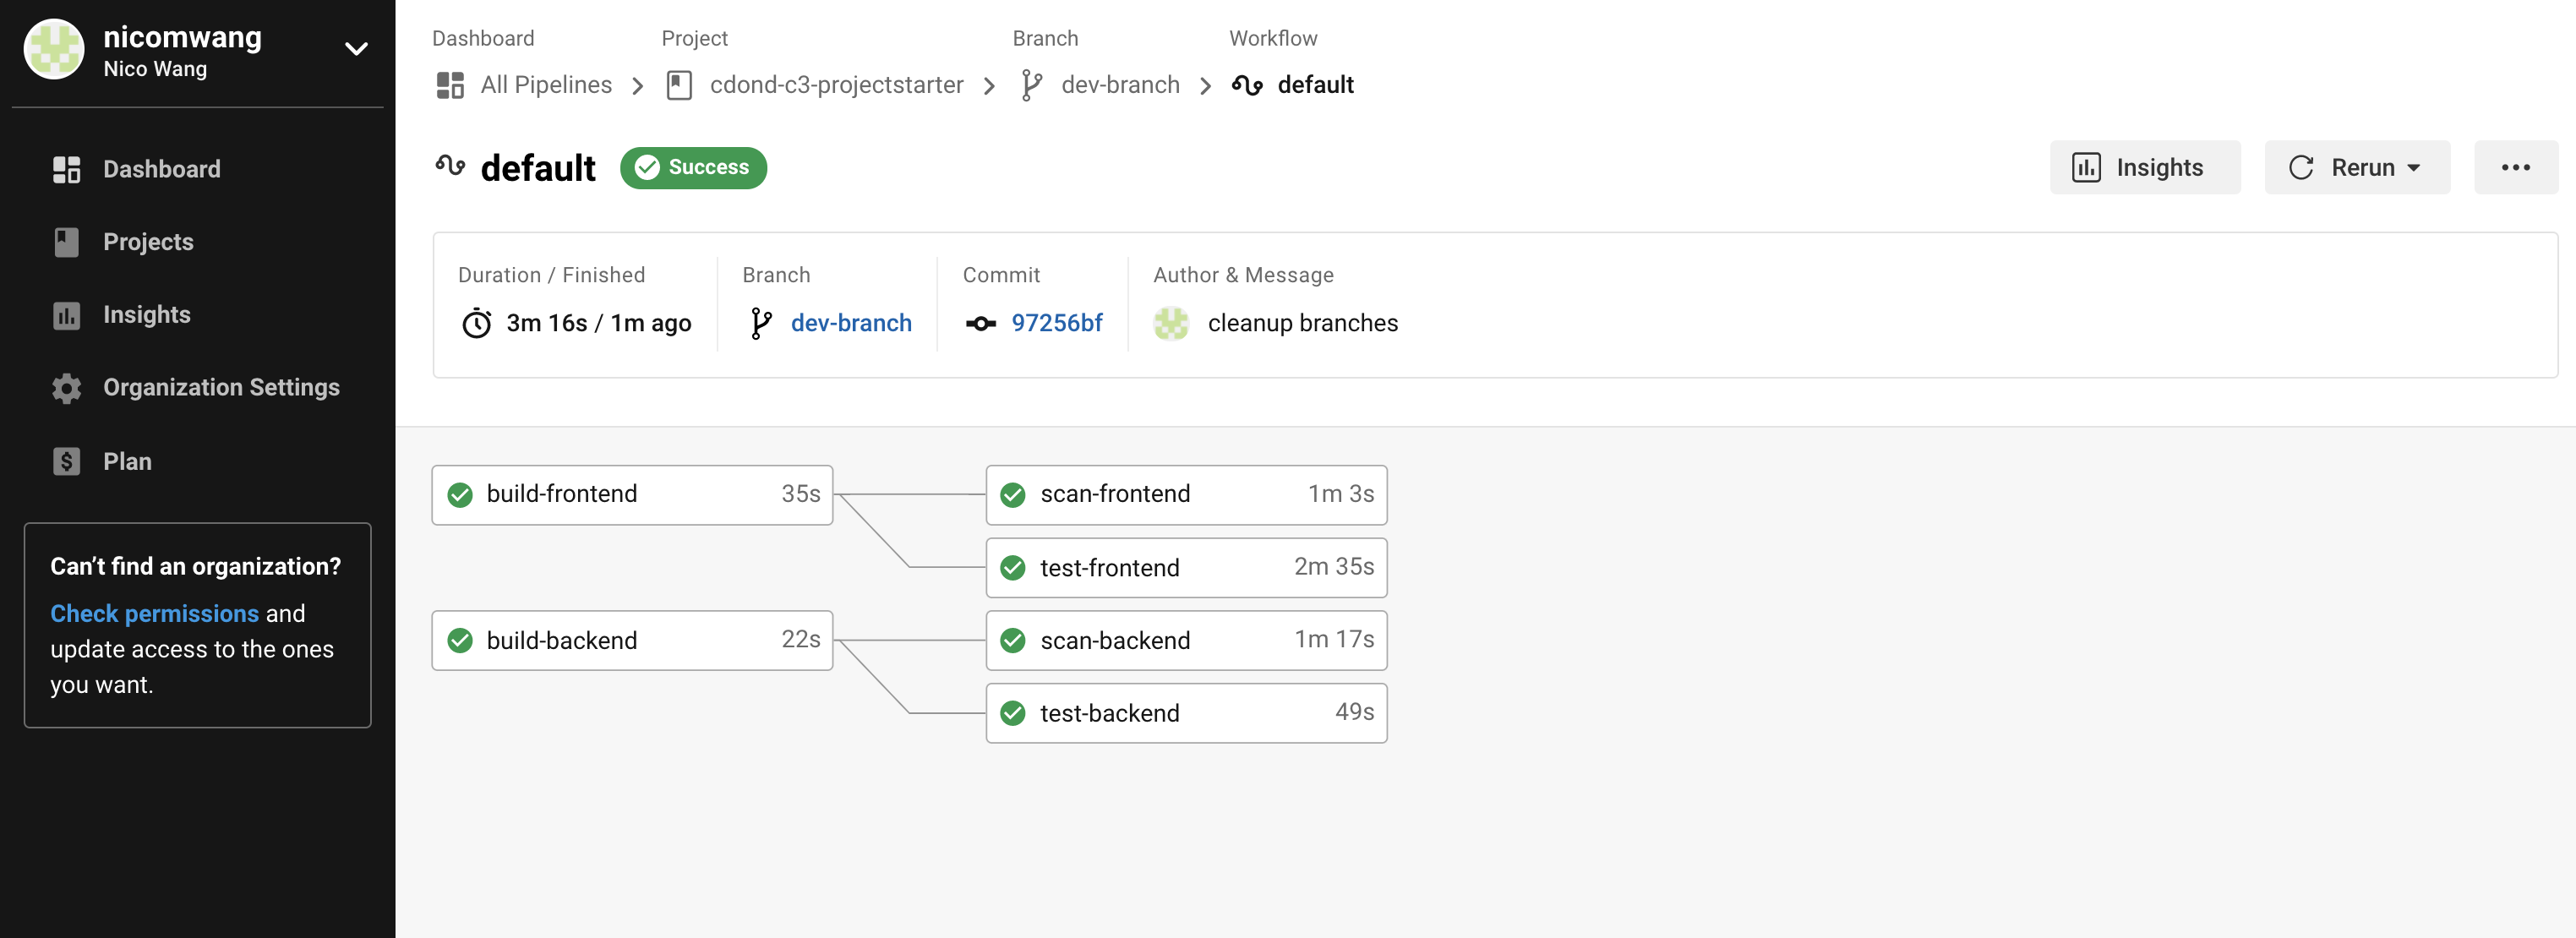 nicomwang
Nico Wang
Dashboard
Projects
Insights
Organization Settings
Plan
Can’t find an organization?
Check permissions and
update access to the ones
you want.
Dashboard Project Branch Workflow
All Pipelines cdond-c3-projectstarter dev-branch default
default Success Insights Rerun
Duration / Finished Branch Commit Author & Message
3m 16s / 1m ago dev-branch 97256bf cleanup branches
build-frontend 35s scan-frontend 1m 3s
test-frontend 2m 35s
build-backend 22s scan-backend 1m 17s
test-backend 49s